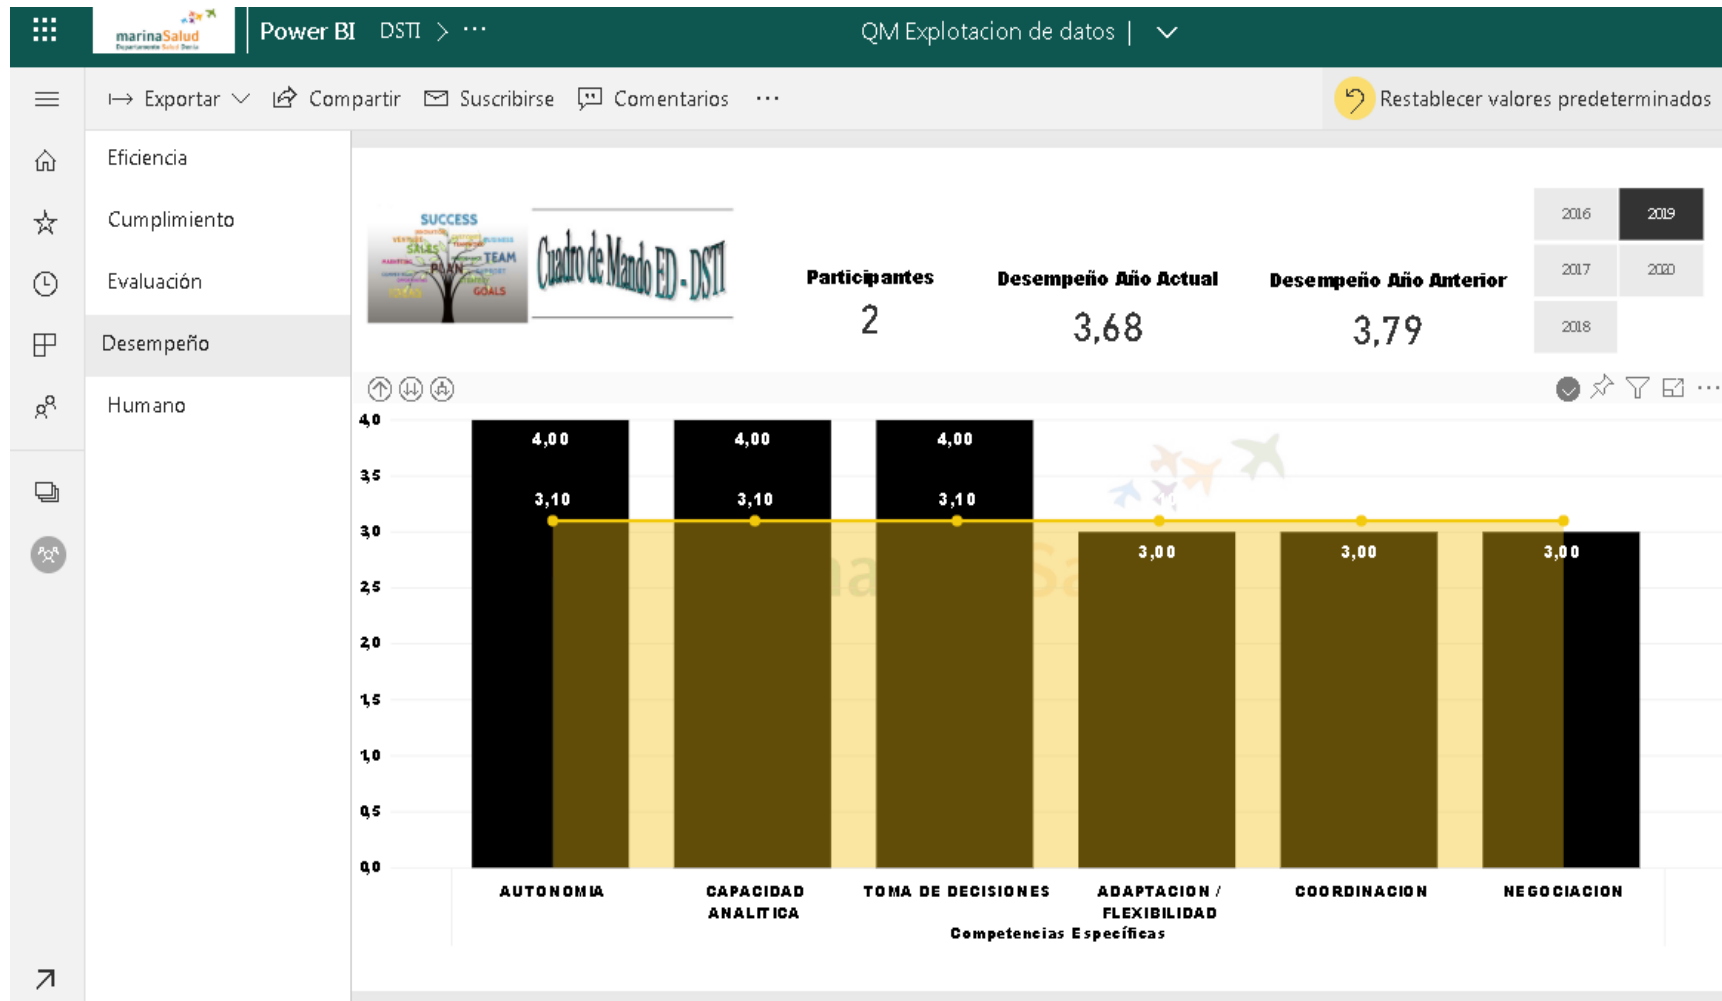 marinaSalud
Departamento Salud Denia
Power BI DSTI > ···
QM Explotacion de datos |
Exportar Compartir Suscribirse Comentarios ···
Restablecer valores predeterminados
Eficiencia
Cumplimiento
Evaluación
Desempeño
Humano
SUCCESS
SALES
TEAM
PLAN
GOALS
Cuadro de Mando ED - DSTI
Participantes
2
Desempeño Año Actual
3,68
Desempeño Año Anterior
3,79
2016 2019
2017 2020
2018
4,0
3,5
3,0
2,5
2,0
1,5
1,0
0,5
0,0
4,00 4,00 4,00
3,10 3,10 3,10
3,00 3,00 3,00
AUTONOMIA
CAPACIDAD
ANALITICA
TOMA DE DECISIONES
ADAPTACION /
FLEXIBILIDAD
COORDINACION
NEGOCIACION
Competencias Específicas